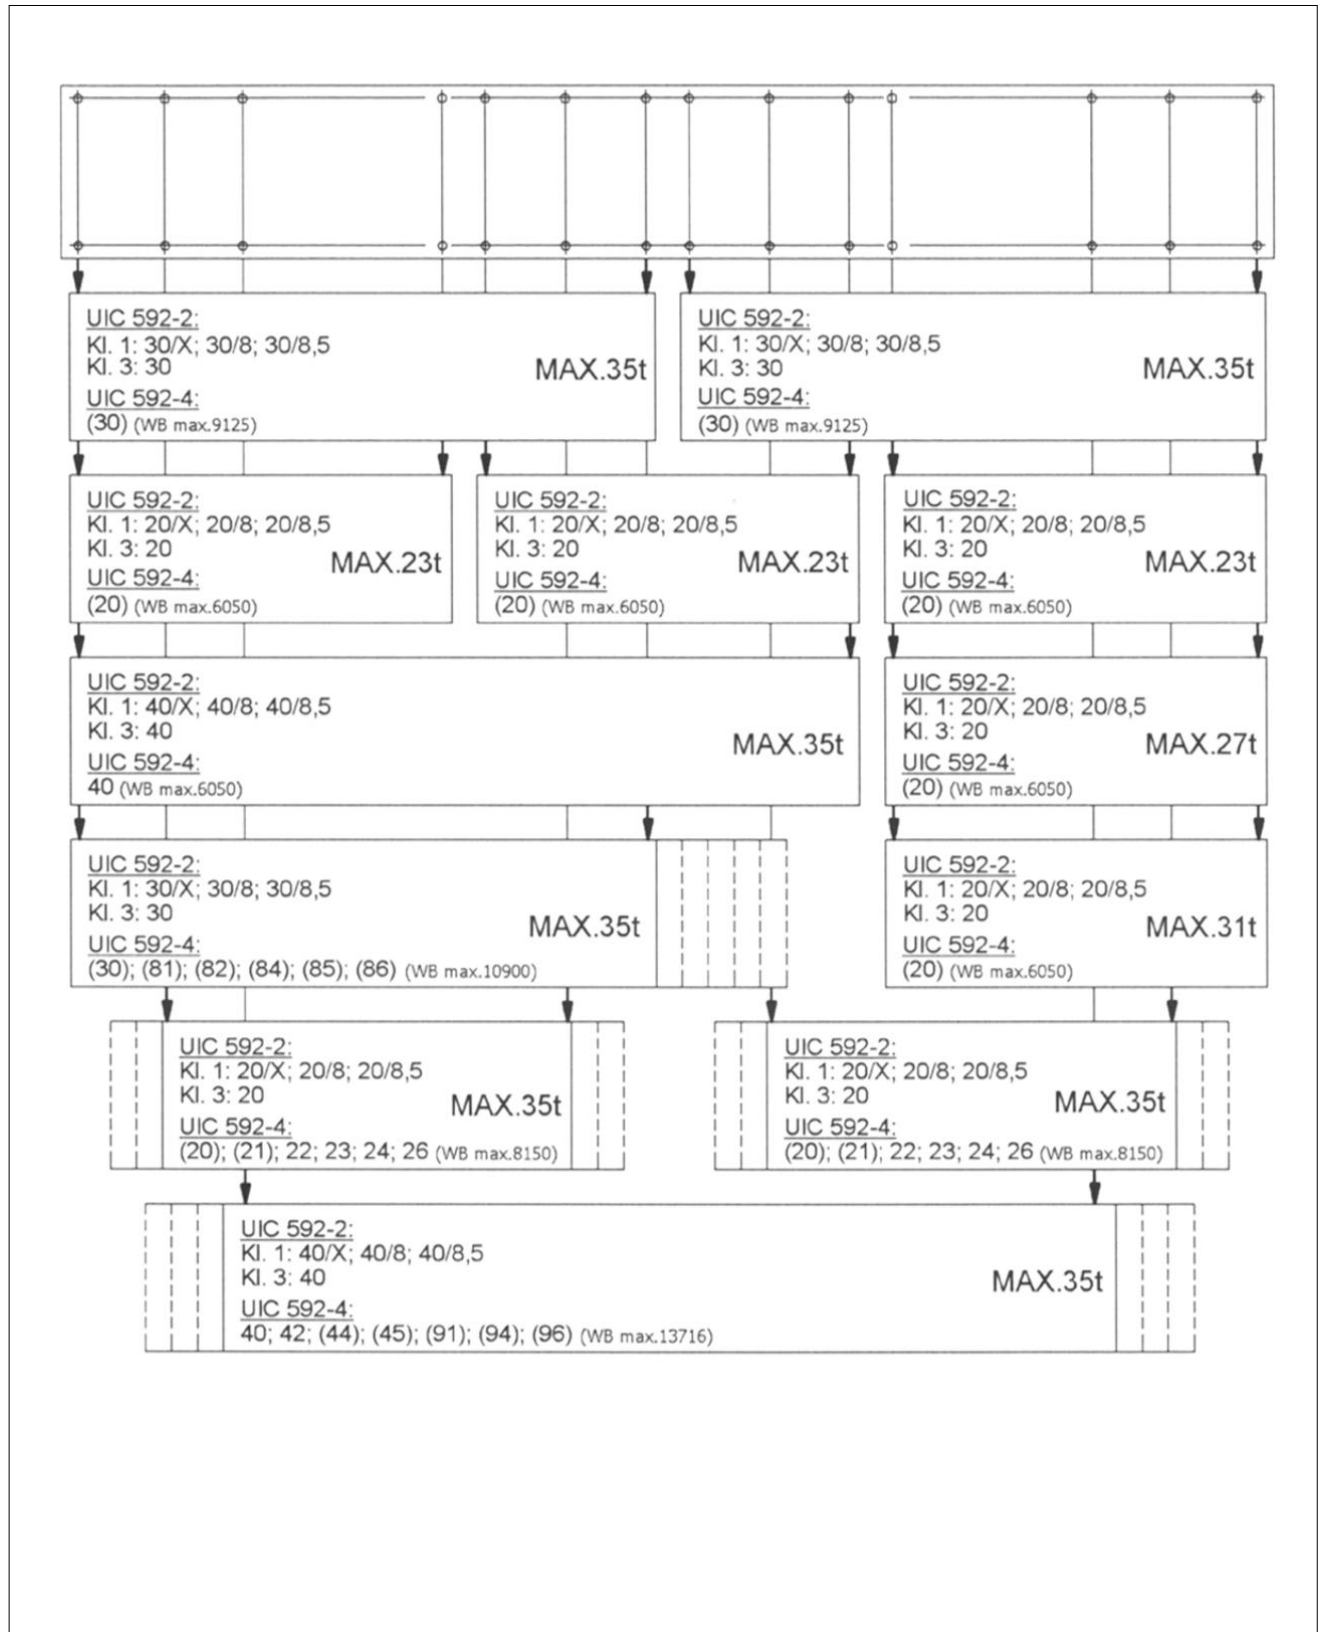 UIC 592-2:
Kl. 1: 30/X; 30/8; 30/8,5
Kl. 3: 30
MAX.35t
UIC 592-4:
(30) (WB max.9125)
UIC 592-2:
Kl. 1: 30/X; 30/8; 30/8,5
Kl. 3: 30
MAX.35t
UIC 592-4:
(30) (WB max.9125)
UIC 592-2:
Kl. 1: 20/X; 20/8; 20/8,5
Kl. 3: 20
MAX.23t
UIC 592-4:
(20) (WB max.6050)
UIC 592-2:
Kl. 1: 20/X; 20/8; 20/8,5
Kl. 3: 20
MAX.23t
UIC 592-4:
(20) (WB max.6050)
UIC 592-2:
Kl. 1: 20/X; 20/8; 20/8,5
Kl. 3: 20
MAX.23t
UIC 592-4:
(20) (WB max.6050)
UIC 592-2:
Kl. 1: 40/X; 40/8; 40/8,5
Kl. 3: 40
MAX.35t
UIC 592-4:
40 (WB max.6050)
UIC 592-2:
Kl. 1: 20/X; 20/8; 20/8,5
Kl. 3: 20
MAX.27t
UIC 592-4:
(20) (WB max.6050)
UIC 592-2:
Kl. 1: 30/X; 30/8; 30/8,5
Kl. 3: 30
MAX.35t
UIC 592-4:
(30); (81); (82); (84); (85); (86) (WB max.10900)
UIC 592-2:
Kl. 1: 20/X; 20/8; 20/8,5
Kl. 3: 20
MAX.31t
UIC 592-4:
(20) (WB max.6050)
UIC 592-2:
Kl. 1: 20/X; 20/8; 20/8,5
Kl. 3: 20
MAX.35t
UIC 592-4:
(20); (21); 22; 23; 24; 26 (WB max.8150)
UIC 592-2:
Kl. 1: 20/X; 20/8; 20/8,5
Kl. 3: 20
MAX.35t
UIC 592-4:
(20); (21); 22; 23; 24; 26 (WB max.8150)
UIC 592-2:
Kl. 1: 40/X; 40/8; 40/8,5
Kl. 3: 40
MAX.35t
UIC 592-4:
40; 42; (44); (45); (91); (94); (96) (WB max.13716)